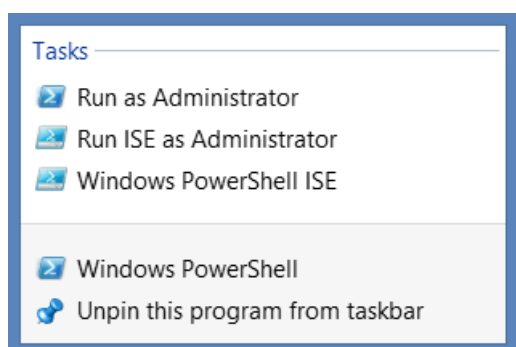 Tasks
Run as Administrator
Run ISE as Administrator
Windows PowerShell ISE
Windows PowerShell
Unpin this program from taskbar